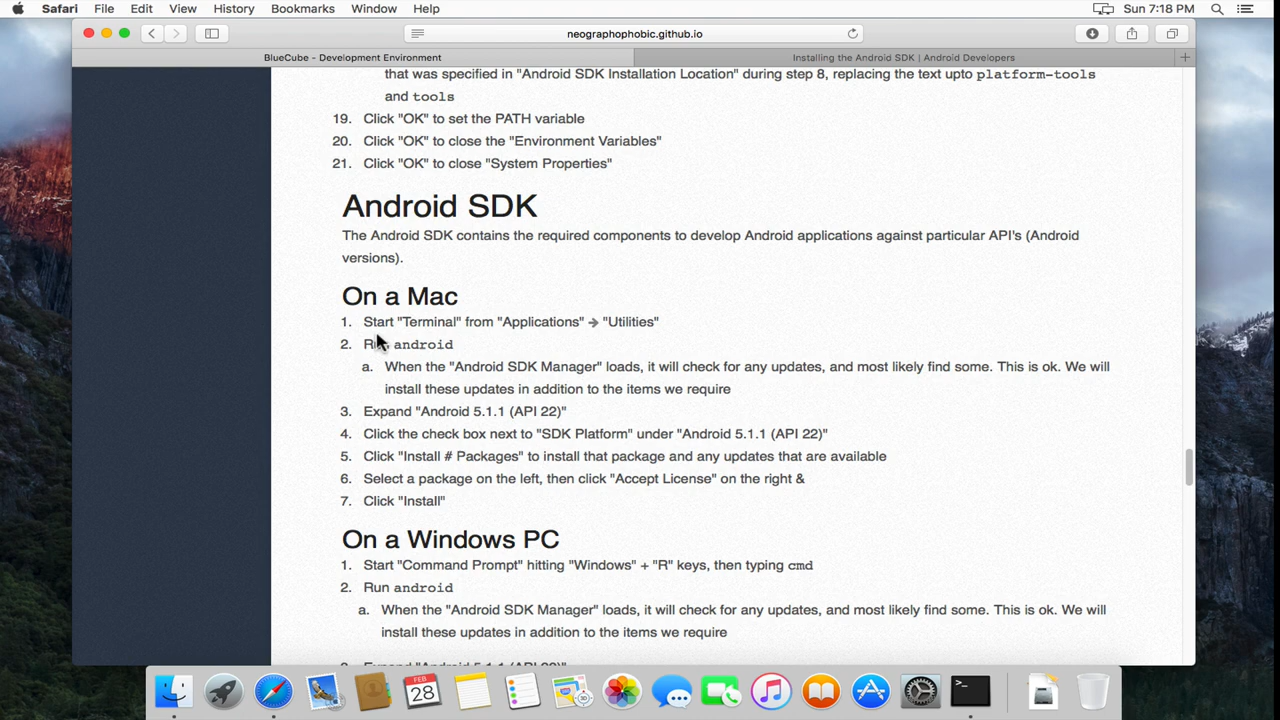 Safari File Edit View History Bookmarks Window Help Sun 7:18 PM
neographophobic.github.io
BlueCube - Development Environment Installing the Android SDK | Android Developers
that was specified in "Android SDK Installation Location" during step 8, replacing the text upto platform-tools
and tools
19. Click "OK" to set the PATH variable
20. Click "OK" to close the "Environment Variables"
21. Click "OK" to close "System Properties"
Android SDK
The Android SDK contains the required components to develop Android applications against particular API's (Android
versions).
On a Mac
1. Start "Terminal" from "Applications" → "Utilities"
2. Run android
a. When the "Android SDK Manager" loads, it will check for any updates, and most likely find some. This is ok. We will
install these updates in addition to the items we require
3. Expand "Android 5.1.1 (API 22)"
4. Click the check box next to "SDK Platform" under "Android 5.1.1 (API 22)"
5. Click "Install # Packages" to install that package and any updates that are available
6. Select a package on the left, then click "Accept License" on the right &
7. Click "Install"
On a Windows PC
1. Start "Command Prompt" hitting "Windows" + "R" keys, then typing cmd
2. Run android
a. When the "Android SDK Manager" loads, it will check for any updates, and most likely find some. This is ok. We will
install these updates in addition to the items we require
FEB
28